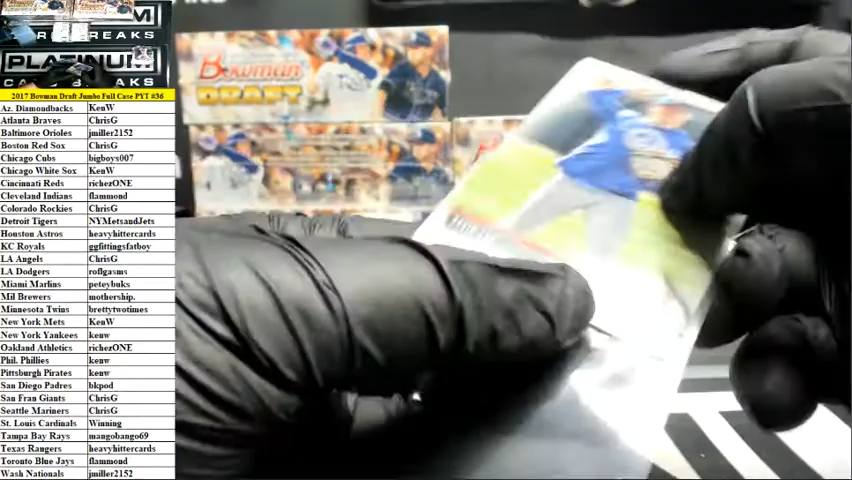 PLATINUM
2017 Bowman Draft Jumbo Full Case PYT #36
Az. Diamondbacks KenW
Atlanta Braves ChrisG
Baltimore Orioles jmiller2152
Boston Red Sox ChrisG
Chicago Cubs bigboys007
Chicago White Sox KenW
Cincinnati Reds richezONE
Cleveland Indians flammond
Colorado Rockies ChrisG
Detroit Tigers NYMetsandJets
Houston Astros heavyhittercards
KC Royals ggfittingsfatboy
LA Angels ChrisG
LA Dodgers roflgasms
Miami Marlins peteybuks
Mil Brewers mothership.
Minnesota Twins brettytwotimes
New York Mets KenW
New York Yankees kenw
Oakland Athletics richezONE
Phil. Phillies kenw
Pittsburgh Pirates kenw
San Diego Padres bkpod
San Fran Giants ChrisG
Seattle Mariners ChrisG
St. Louis Cardinals Winning
Tampa Bay Rays mangobango69
Texas Rangers heavyhittercards
Toronto Blue Jays flammond
Wash Nationals jmiller2152
Bowman
DRAFT